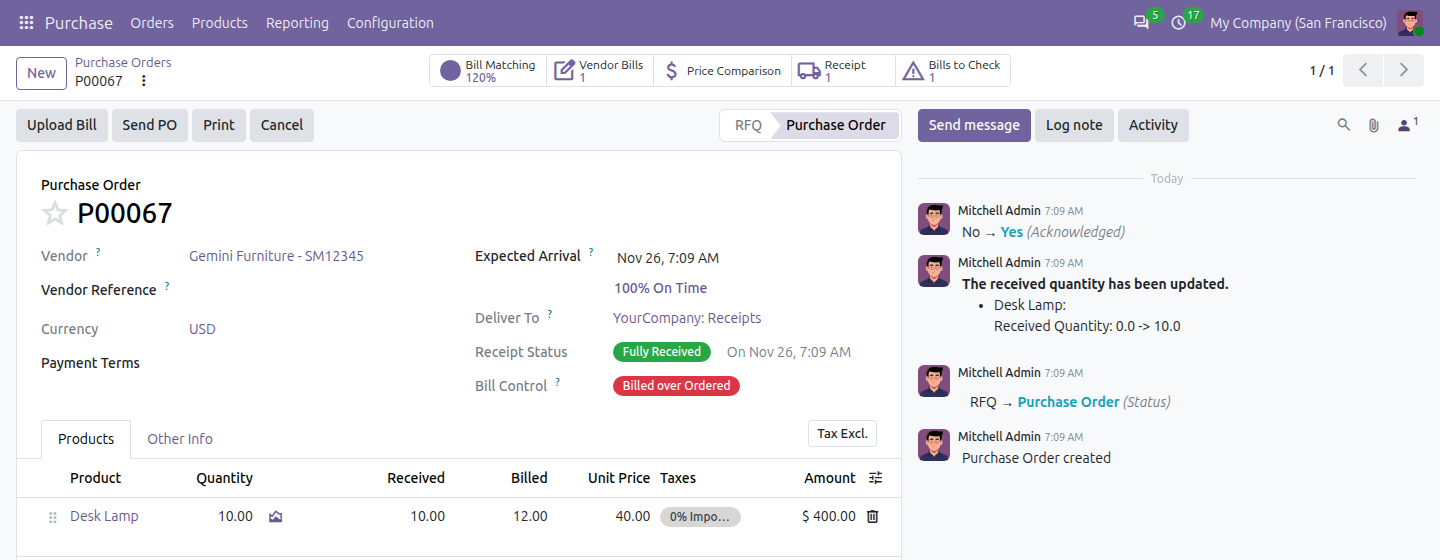 Purchase Orders Products Reporting Configuration 5 17 My Company (San Francisco)
New Purchase Orders P00067
Bill Matching 120% Vendor Bills 1 $ Price Comparison Receipt 1 Bills to Check 1 1 / 1
Upload Bill Send PO Print Cancel RFQ Purchase Order
Purchase Order
P00067
Vendor ? Gemini Furniture - SM12345
Vendor Reference ?
Currency USD
Payment Terms
Expected Arrival ? Nov 26, 7:09 AM
100% On Time
Deliver To ? YourCompany: Receipts
Receipt Status Fully Received On Nov 26, 7:09 AM
Bill Control ? Billed over Ordered
Products Other Info Tax Excl.
Product Quantity Received Billed Unit Price Taxes Amount
Desk Lamp 10.00 10.00 12.00 40.00 0% Impo... $ 400.00
Send message Log note Activity 1
Today
Mitchell Admin 7:09 AM
No → Yes (Acknowledged)
Mitchell Admin 7:09 AM
The received quantity has been updated.
• Desk Lamp:
Received Quantity: 0.0 -> 10.0
Mitchell Admin 7:09 AM
RFQ → Purchase Order (Status)
Mitchell Admin 7:09 AM
Purchase Order created